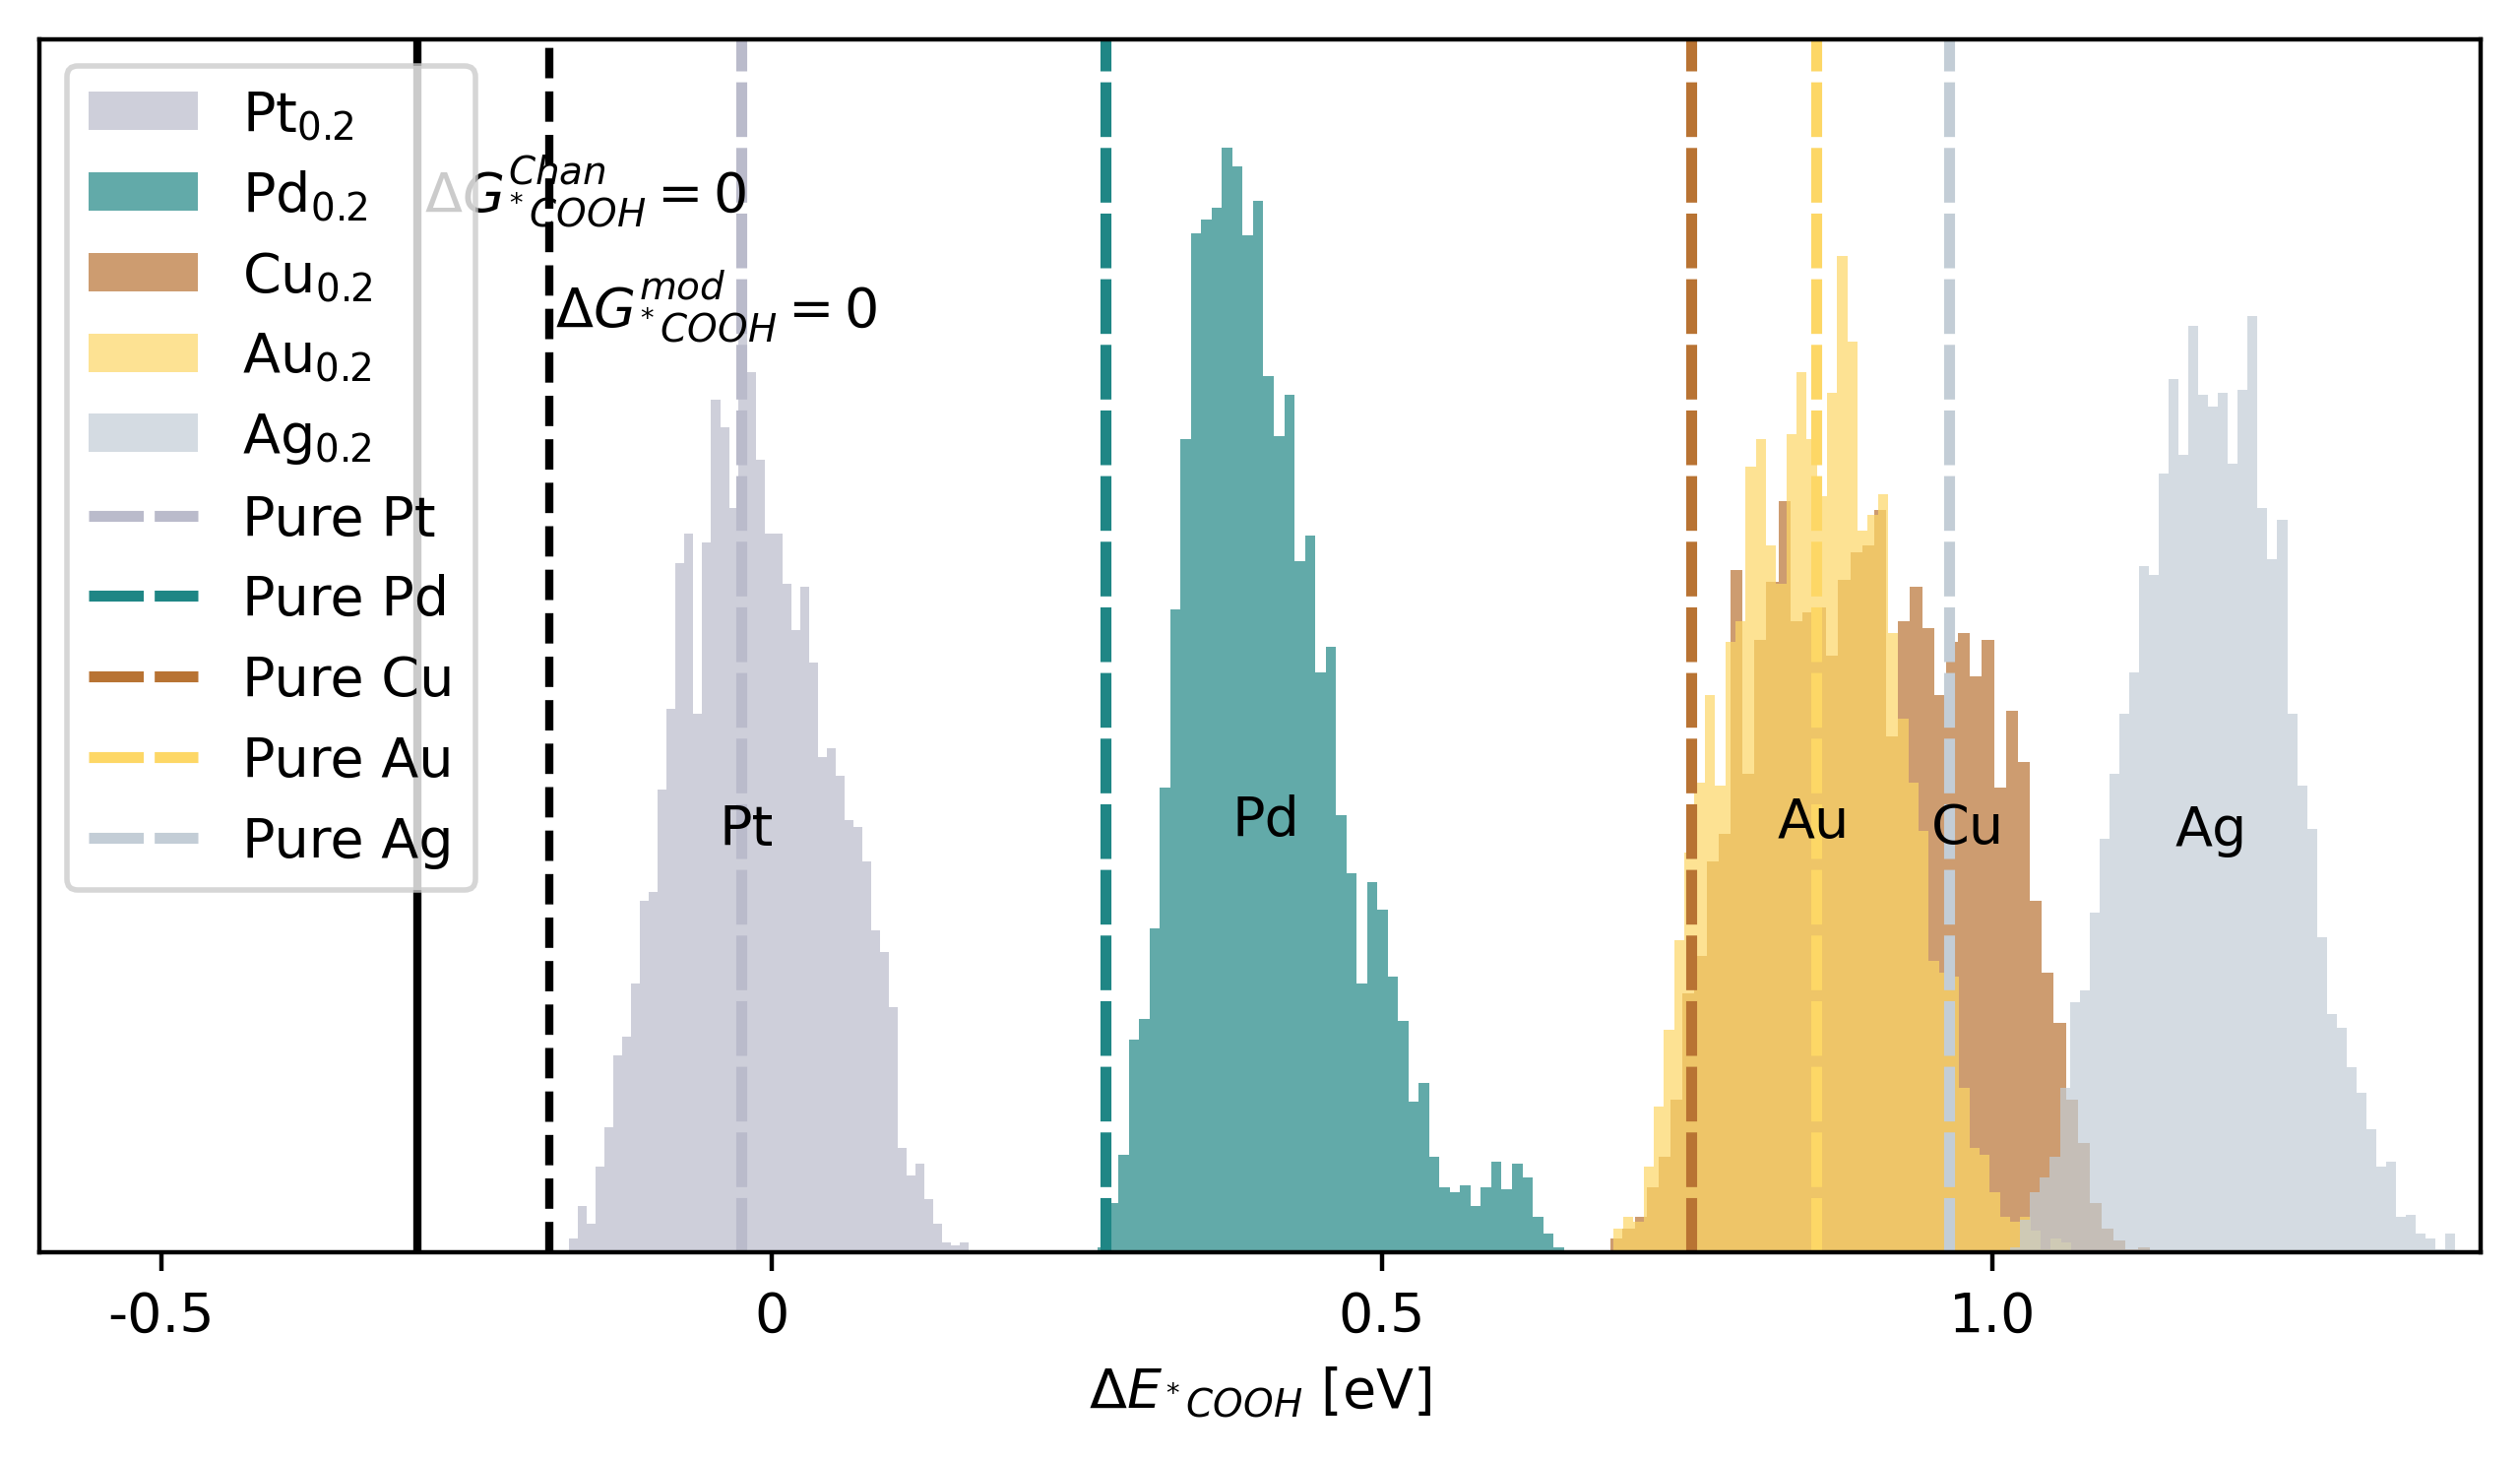 Pt0.2
Pd0.2
Cu0.2
Au0.2
Ag0.2
Pure Pt
Pure Pd
Pure Cu
Pure Au
Pure Ag
ΔG^Chan_*COOH = 0
ΔG^mod_*COOH = 0
Pt
Pd
Au
Cu
Ag
-0.5
0
0.5
1.0
ΔE*COOH [eV]